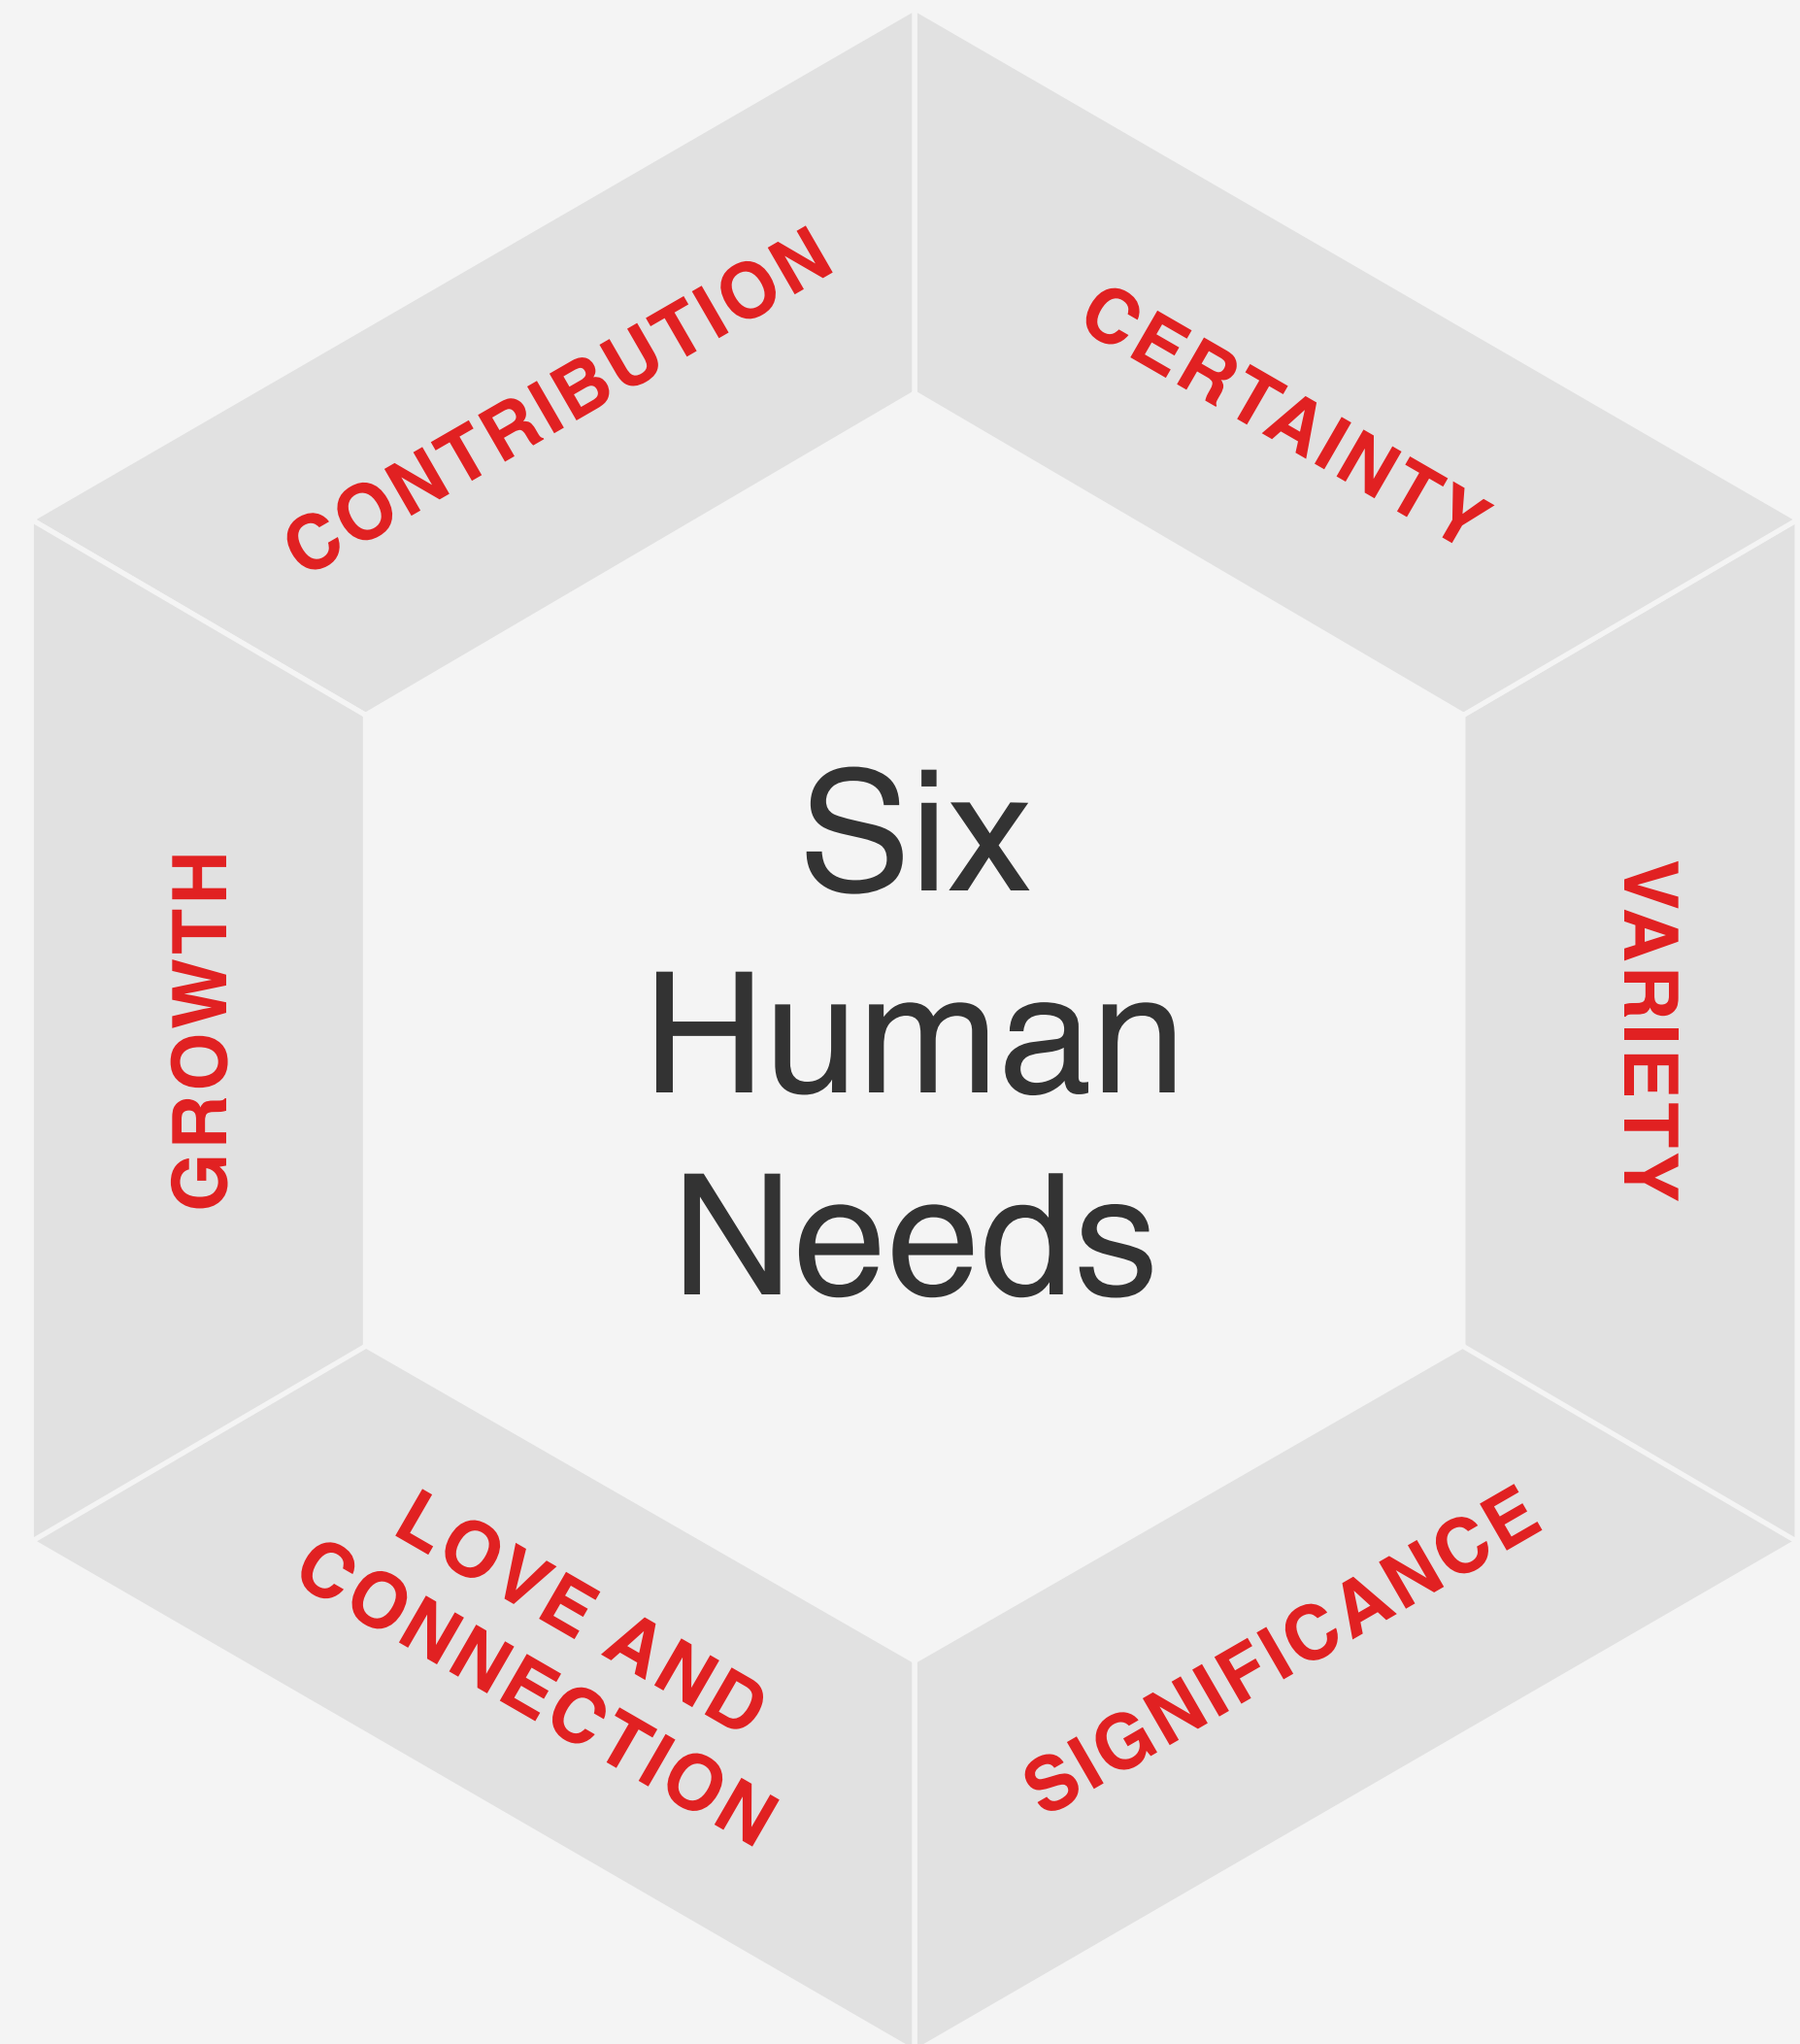 Six
Human
Needs
CERTAINTY
VARIETY
SIGNIFICANCE
LOVE AND
CONNECTION
GROWTH
CONTRIBUTION